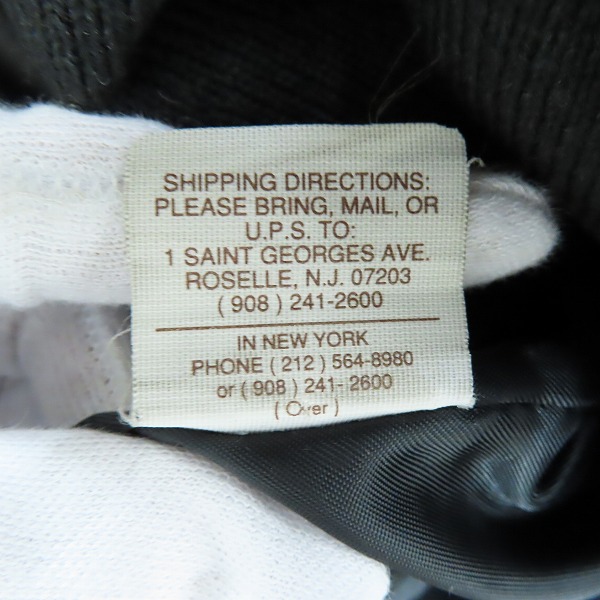 SHIPPING DIRECTIONS:
PLEASE BRING, MAIL, OR
U.P.S. TO:
1 SAINT GEORGES AVE.
ROSELLE, N.J. 07203
( 908 ) 241-2600
IN NEW YORK
PHONE ( 212 ) 564-8980
or ( 908 ) 241-2600
( Over )